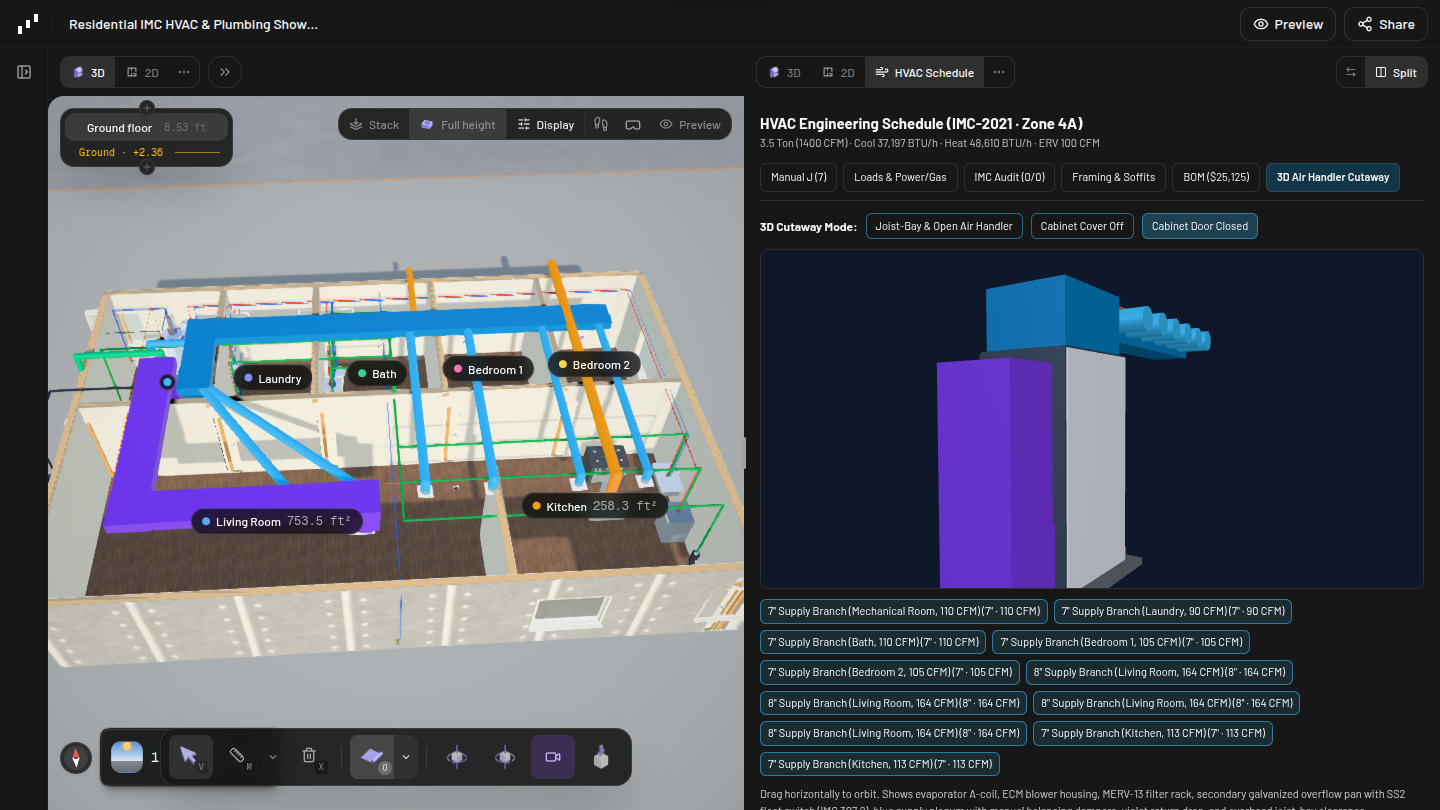 Residential IMC HVAC & Plumbing Show...
Preview
Share
3D
2D
3D
2D
HVAC Schedule
Split
Ground floor 8.53 ft
Ground · +2.36
Stack
Full height
Display
Preview
Laundry
Bath
Bedroom 1
Bedroom 2
Living Room 753.5 ft²
Kitchen 258.3 ft²
1
V
M
X
O
HVAC Engineering Schedule (IMC-2021 · Zone 4A)
3.5 Ton (1400 CFM) · Cool 37,197 BTU/h · Heat 48,610 BTU/h · ERV 100 CFM
Manual J (7)
Loads & Power/Gas
IMC Audit (0/0)
Framing & Soffits
BOM ($25,125)
3D Air Handler Cutaway
3D Cutaway Mode:
Joist-Bay & Open Air Handler
Cabinet Cover Off
Cabinet Door Closed
7" Supply Branch (Mechanical Room, 110 CFM) (7" · 110 CFM)
7" Supply Branch (Laundry, 90 CFM) (7" · 90 CFM)
7" Supply Branch (Bath, 110 CFM) (7" · 110 CFM)
7" Supply Branch (Bedroom 1, 105 CFM) (7" · 105 CFM)
7" Supply Branch (Bedroom 2, 105 CFM) (7" · 105 CFM)
8" Supply Branch (Living Room, 164 CFM) (8" · 164 CFM)
8" Supply Branch (Living Room, 164 CFM) (8" · 164 CFM)
8" Supply Branch (Living Room, 164 CFM) (8" · 164 CFM)
8" Supply Branch (Living Room, 164 CFM) (8" · 164 CFM)
7" Supply Branch (Kitchen, 113 CFM) (7" · 113 CFM)
7" Supply Branch (Kitchen, 113 CFM) (7" · 113 CFM)
Drag horizontally to orbit. Shows evaporator A-coil, ECM blower housing, MERV-13 filter rack, secondary galvanized overflow pan with SS2